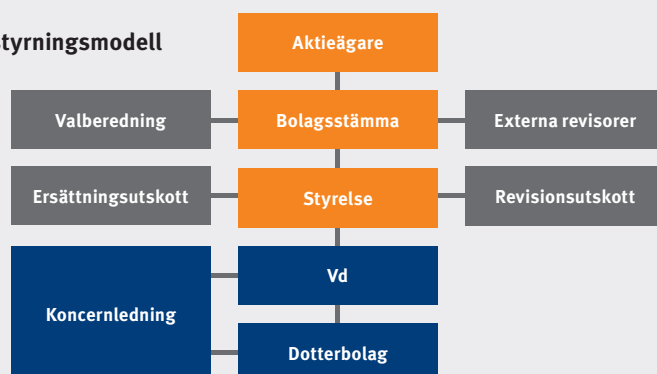 tyrningsmodell
Aktieägare
Valberedning
Bolagsstämma
Externa revisorer
Ersättningsutskott
Styrelse
Revisionsutskott
Koncernledning
Vd
Dotterbolag